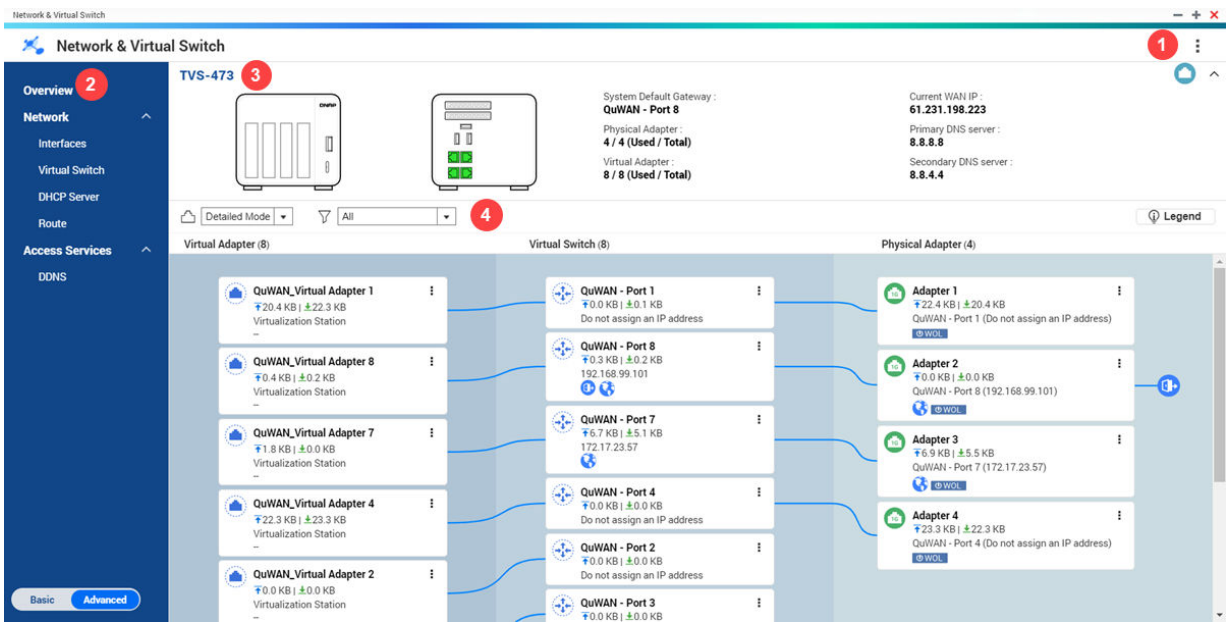 Network & Virtual Switch
Network & Virtual Switch
1
Overview
2
Network
Interfaces
Virtual Switch
DHCP Server
Route
Access Services
DDNS
Basic
Advanced
TVS-473
3
System Default Gateway :
QuWAN - Port 8
Physical Adapter :
4 / 4 (Used / Total)
Virtual Adapter :
8 / 8 (Used / Total)
Current WAN IP :
61.231.198.223
Primary DNS server :
8.8.8.8
Secondary DNS server :
8.8.4.4
Detailed Mode
All
4
Legend
Virtual Adapter (8)
Virtual Switch (8)
Physical Adapter (4)
QuWAN_Virtual Adapter 1
20.4 KB | 22.3 KB
Virtualization Station
–
QuWAN_Virtual Adapter 8
0.4 KB | 0.2 KB
Virtualization Station
–
QuWAN_Virtual Adapter 7
1.8 KB | 0.0 KB
Virtualization Station
–
QuWAN_Virtual Adapter 4
22.3 KB | 23.3 KB
Virtualization Station
–
QuWAN_Virtual Adapter 2
0.0 KB | 0.0 KB
Virtualization Station
–
QuWAN - Port 1
0.0 KB | 0.1 KB
Do not assign an IP address
QuWAN - Port 8
0.3 KB | 0.2 KB
192.168.99.101
QuWAN - Port 7
6.7 KB | 5.1 KB
172.17.23.57
QuWAN - Port 4
0.0 KB | 0.0 KB
Do not assign an IP address
QuWAN - Port 2
0.0 KB | 0.0 KB
Do not assign an IP address
QuWAN - Port 3
0.0 KB | 0.0 KB
1G
Adapter 1
22.4 KB | 20.4 KB
QuWAN - Port 1 (Do not assign an IP address)
WOL
1G
Adapter 2
0.0 KB | 0.0 KB
QuWAN - Port 8 (192.168.99.101)
WOL
1G
Adapter 3
6.9 KB | 5.5 KB
QuWAN - Port 7 (172.17.23.57)
WOL
1G
Adapter 4
23.3 KB | 22.3 KB
QuWAN - Port 4 (Do not assign an IP address)
WOL